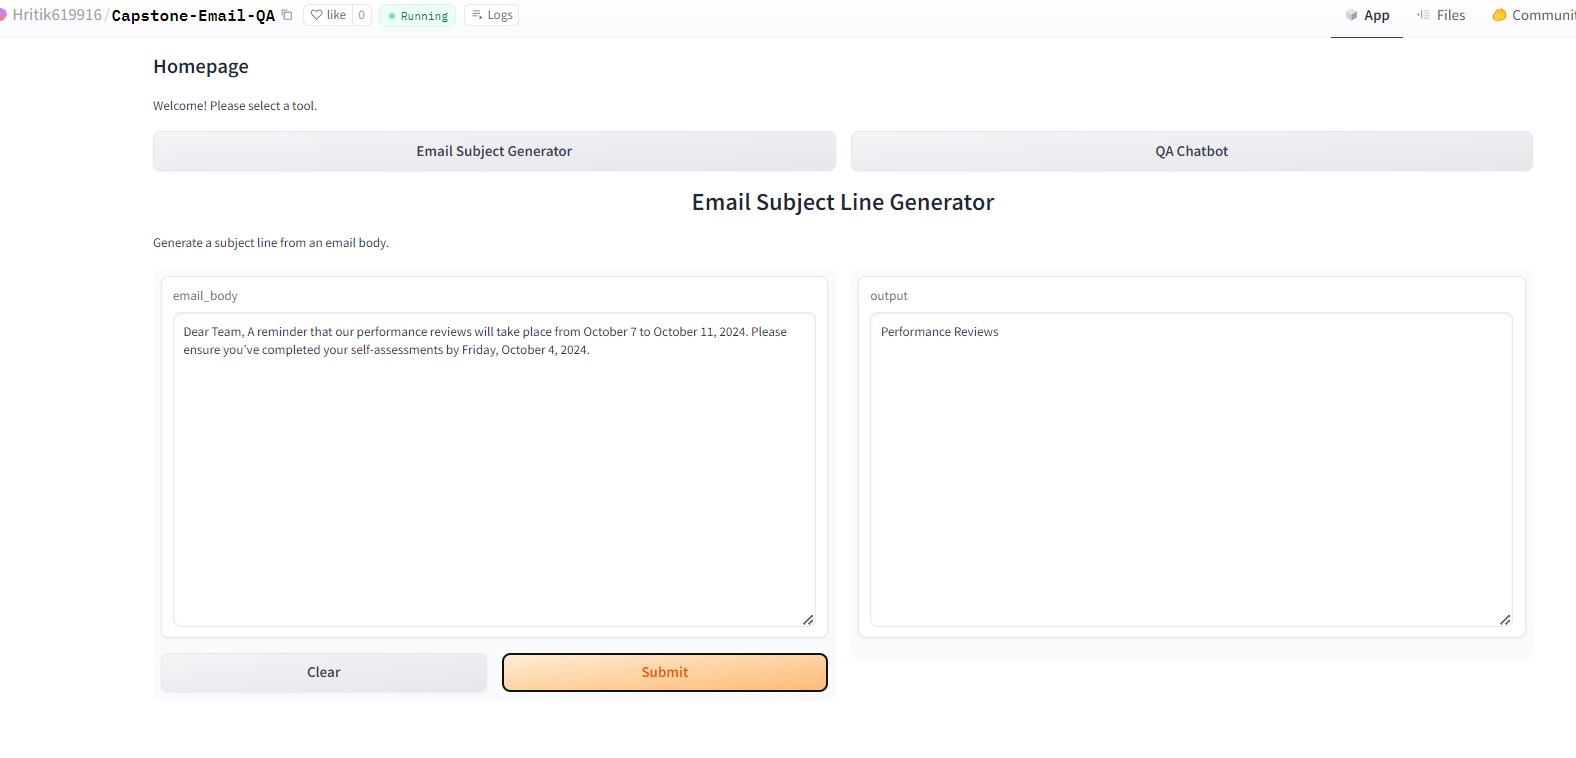 Hritik619916/Capstone-Email-QA like 0 Running Logs App Files Communit
Homepage
Welcome! Please select a tool.
Email Subject Generator
QA Chatbot
Email Subject Line Generator
Generate a subject line from an email body.
email_body
Dear Team, A reminder that our performance reviews will take place from October 7 to October 11, 2024. Please
ensure you've completed your self-assessments by Friday, October 4, 2024.
output
Performance Reviews
Clear
Submit